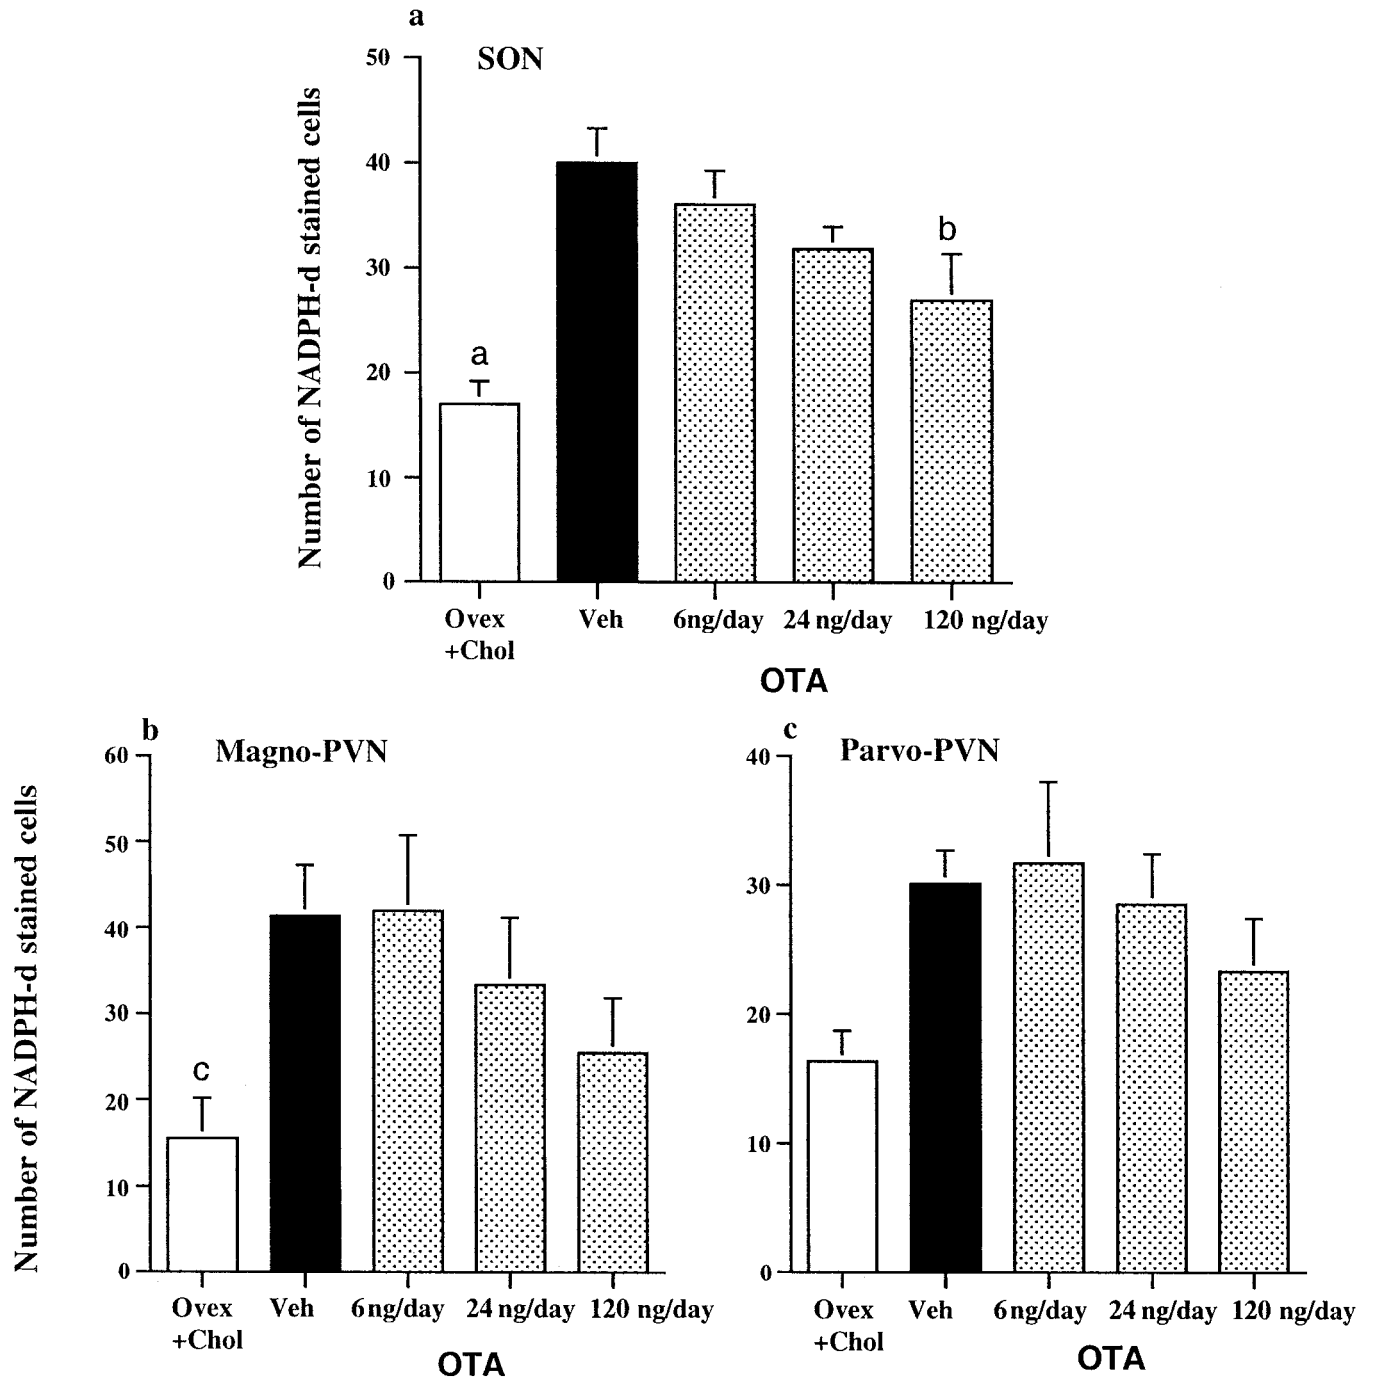 a
SON
Number of NADPH-d stained cells
50
40
30
20
10
0
a
b
Ovex
+Chol
Veh
6ng/day
24 ng/day
120 ng/day
OTA
b
Magno-PVN
Number of NADPH-d stained cells
60
50
40
30
20
10
0
c
Ovex
+Chol
Veh
6ng/day
24 ng/day
120 ng/day
OTA
c
Parvo-PVN
40
30
20
10
0
Ovex
+Chol
Veh
6ng/day
24 ng/day
120 ng/day
OTA